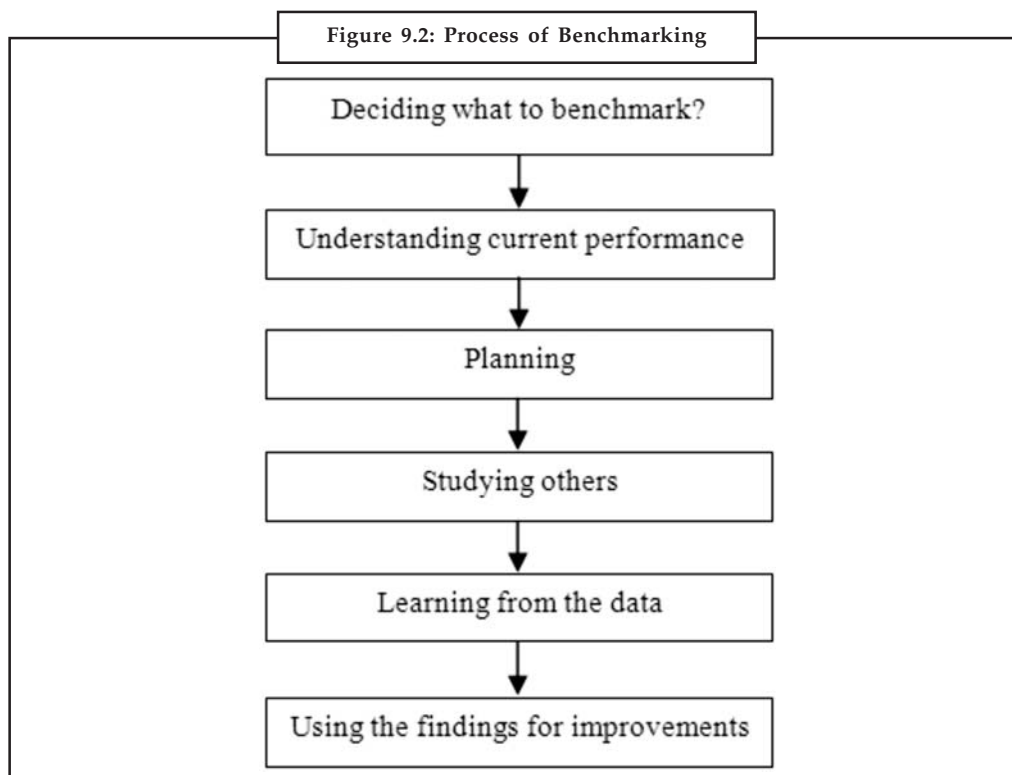 Figure 9.2: Process of Benchmarking
Deciding what to benchmark?
Understanding current performance
Planning
Studying others
Learning from the data
Using the findings for improvements